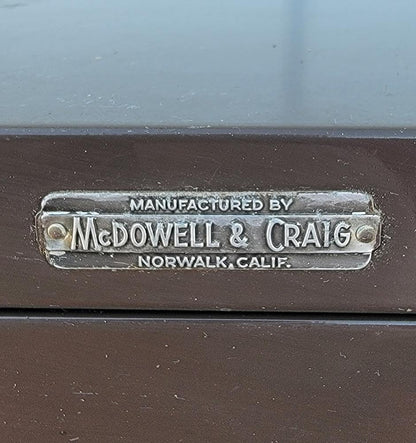 MANUFACTURED BY
McDOWELL & CRAIG
NORWALK, CALIF.